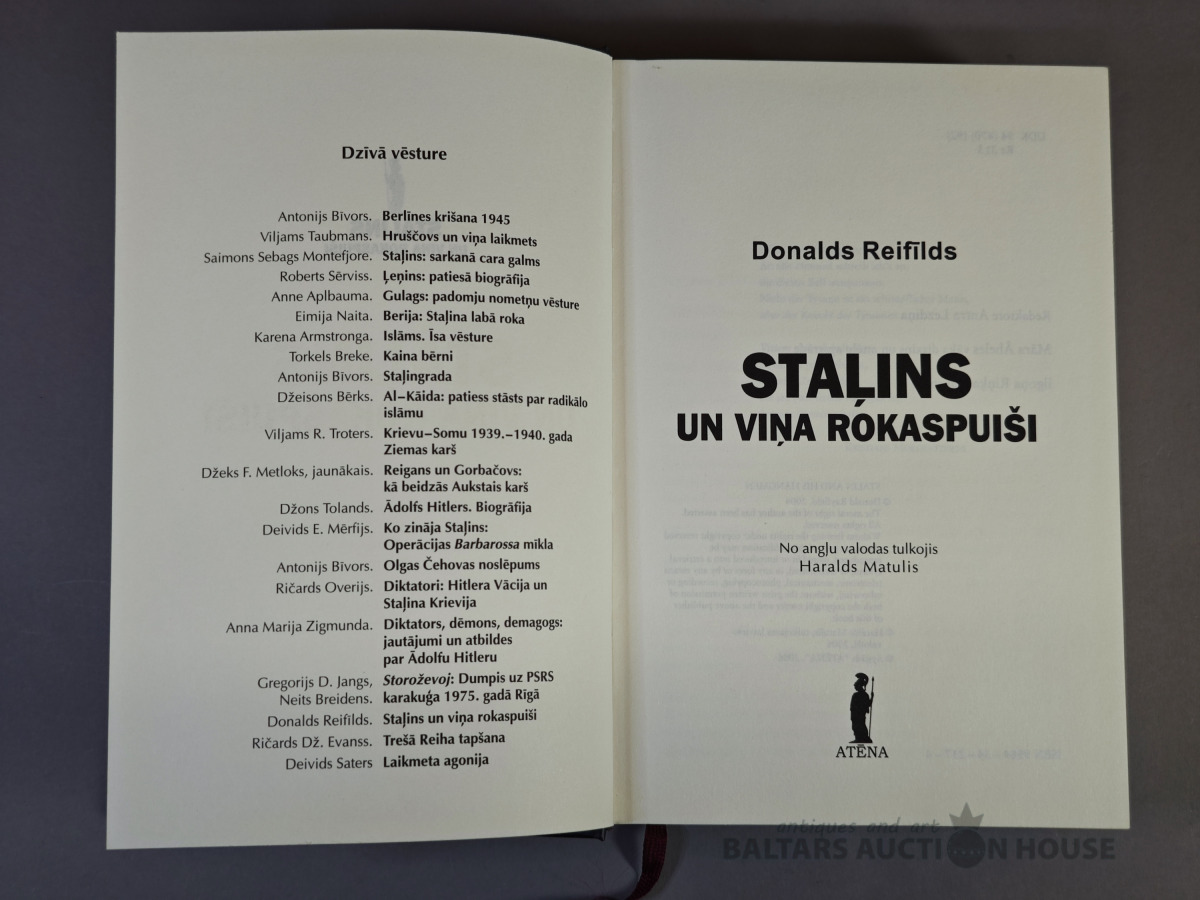 Dzīvā vēsture
Antonijs Bīvors. Berlīnes krišana 1945
Viljams Taubmans. Hruščovs un viņa laikmets
Saimons Sebags Montefjore. Staļins: sarkanā cara galms
Roberts Sērviss. Ļeņins: patiesā biogrāfija
Anne Aplbauma. Gulags: padomju nometņu vēsture
Eimija Naita. Berija: Staļina labā roka
Karena Armstronga. Islāms. Īsa vēsture
Torkels Breke. Kaina bērni
Antonijs Bīvors. Staļingrada
Džeisons Bērks. Al–Kāida: patiess stāsts par radikālo
islāmu
Viljams R. Troters. Krievu–Somu 1939.–1940. gada
Ziemas karš
Džeks F. Metloks, jaunākais. Reigans un Gorbačovs:
kā beidzās Aukstais karš
Džons Tolands. Ādolfs Hitlers. Biogrāfija
Deivids E. Mērfijs. Ko zināja Staļins:
Operācijas Barbarossa mīkla
Antonijs Bīvors. Olgas Čehovas noslēpums
Ričards Overijs. Diktatori: Hitlera Vācija un
Staļina Krievija
Anna Marija Zigmunda. Diktators, dēmons, demagogs:
jautājumi un atbildes
par Ādolfu Hitleru
Gregorijs D. Jangs, Storoževoj: Dumpis uz PSRS
Neits Breidens. karakuģa 1975. gadā Rīgā
Donalds Reifīlds. Staļins un viņa rokaspuiši
Ričards Dž. Evanss. Trešā Reiha tapšana
Deivids Saters Laikmeta agonija
Donalds Reifīlds
STAĻINS
UN VIŅA ROKASPUIŠI
No angļu valodas tulkojis
Haralds Matulis
ATĒNA
antiques and art
BALTARS AUCTION HOUSE